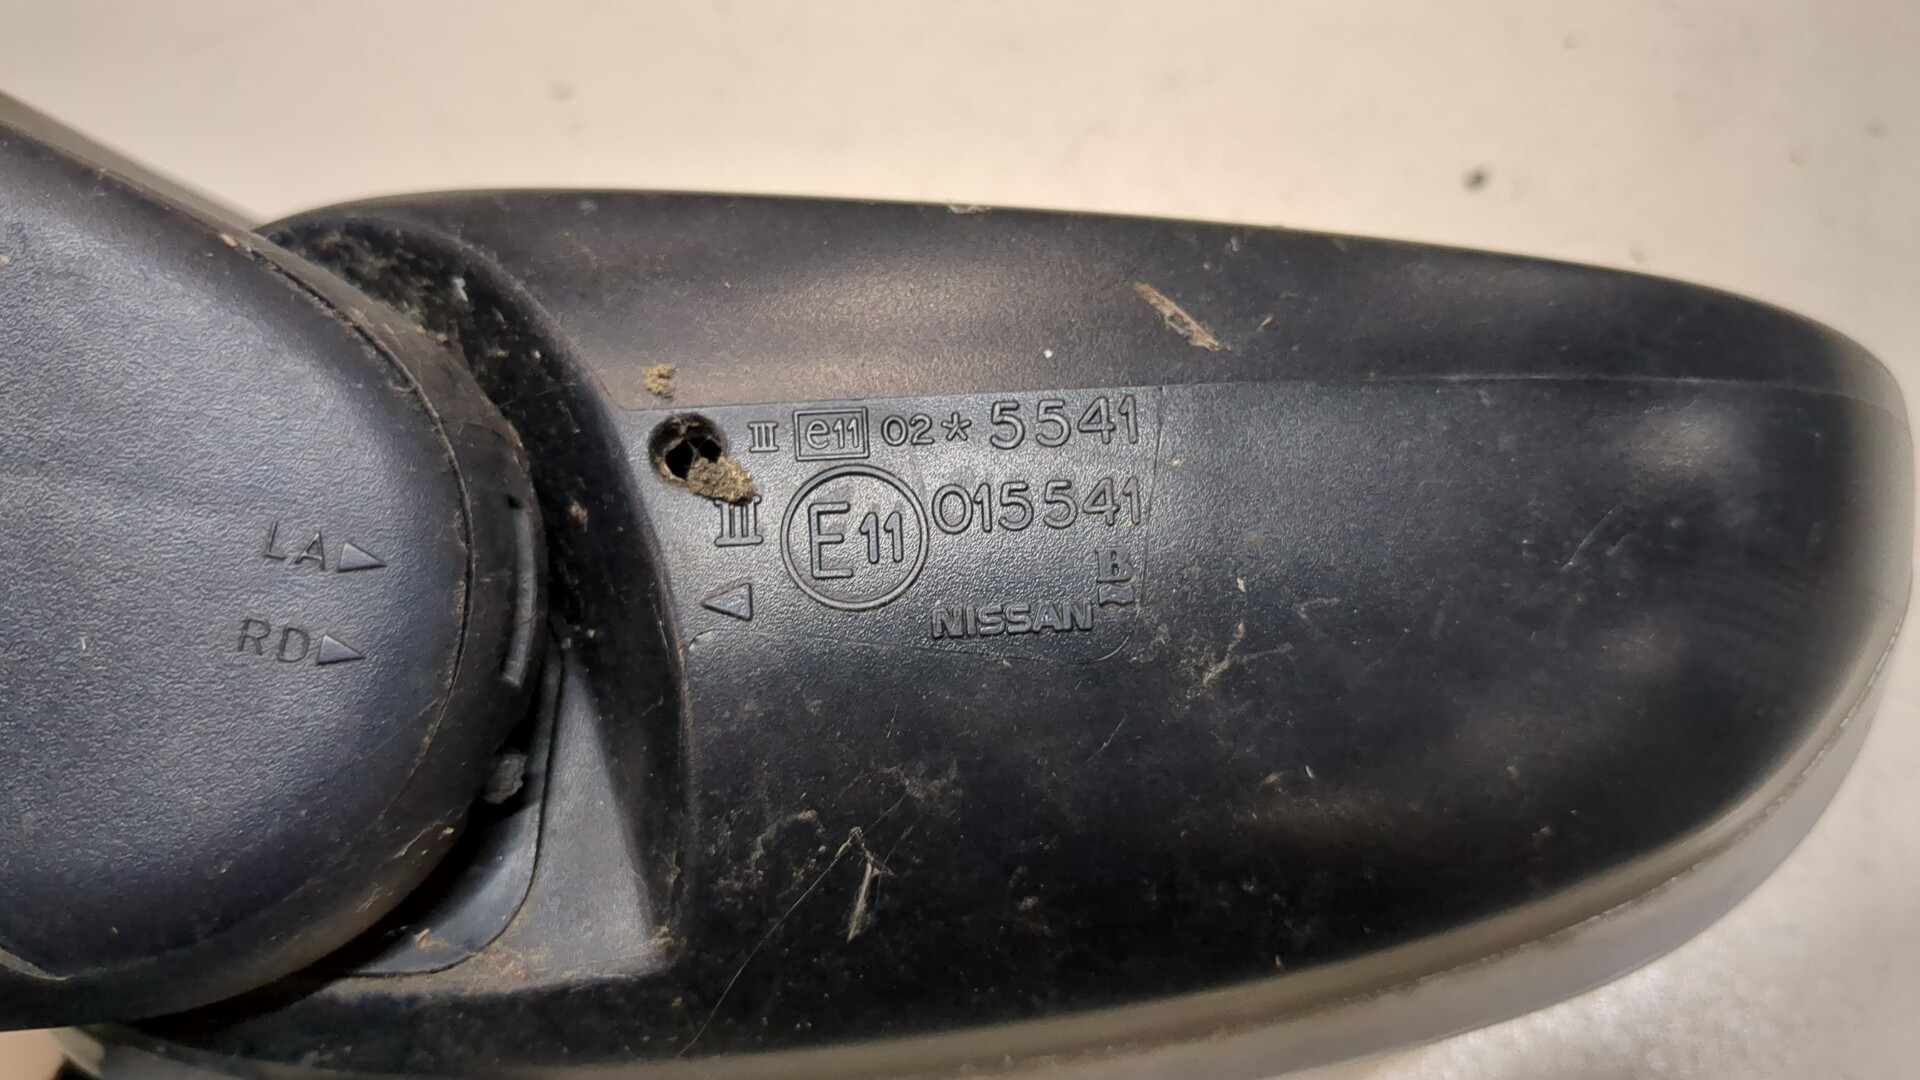 III e11 02* 5541
III E11 015541
B
NISSAN
LA
RD